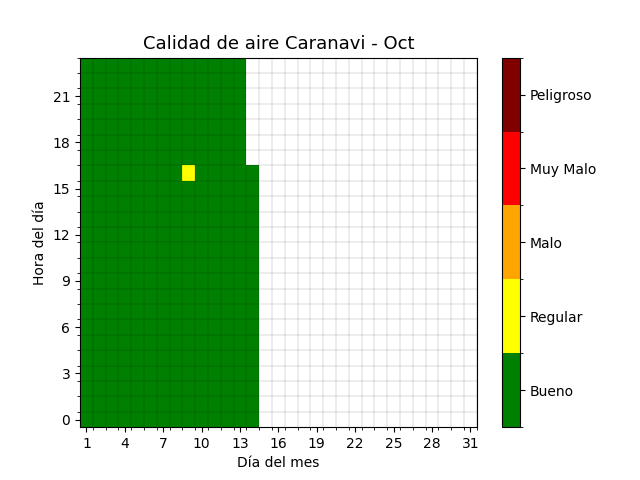 Calidad de aire Caranavi - Oct
Hora del día
21
18
15
12
9
6
3
0
1 4 7 10 13 16 19 22 25 28 31
Día del mes
Peligroso
Muy Malo
Malo
Regular
Bueno